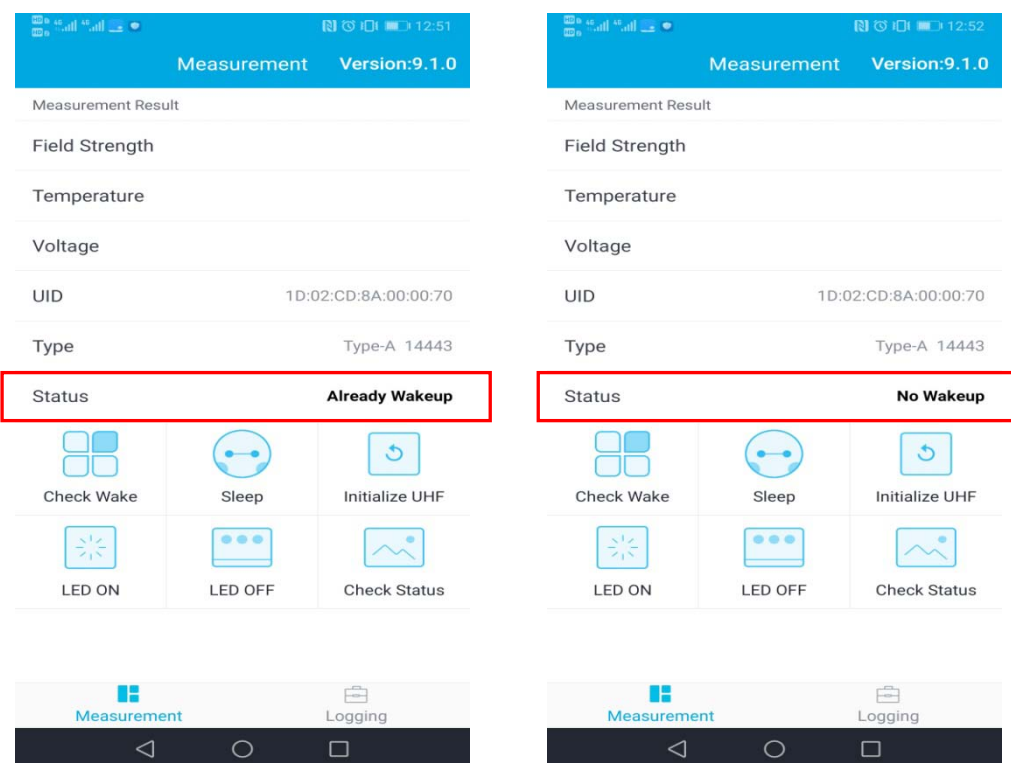 12:51
Measurement Version:9.1.0
Measurement Result
Field Strength
Temperature
Voltage
UID 1D:02:CD:8A:00:00:70
Type Type-A 14443
Status Already Wakeup
Check Wake Sleep Initialize UHF
LED ON LED OFF Check Status
Measurement Logging
12:52
Measurement Version:9.1.0
Measurement Result
Field Strength
Temperature
Voltage
UID 1D:02:CD:8A:00:00:70
Type Type-A 14443
Status No Wakeup
Check Wake Sleep Initialize UHF
LED ON LED OFF Check Status
Measurement Logging